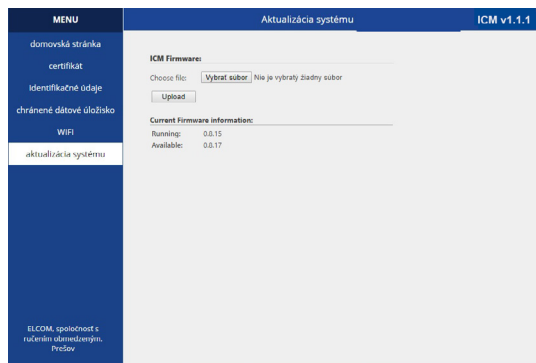 MENU
Aktualizácia systému
ICM v1.1.1
domovská stránka
certifikát
Identifikačné údaje
chránené dátové úložisko
WIFI
aktualizácia systému
ICM Firmware:
Choose file: Vybrať súbor Nie je vybratý žiadny súbor
Upload
Current Firmware information:
Running: 0.0.15
Available: 0.0.17
ELCOM, spoločnosť s
ručením obmedzeným,
Prešov